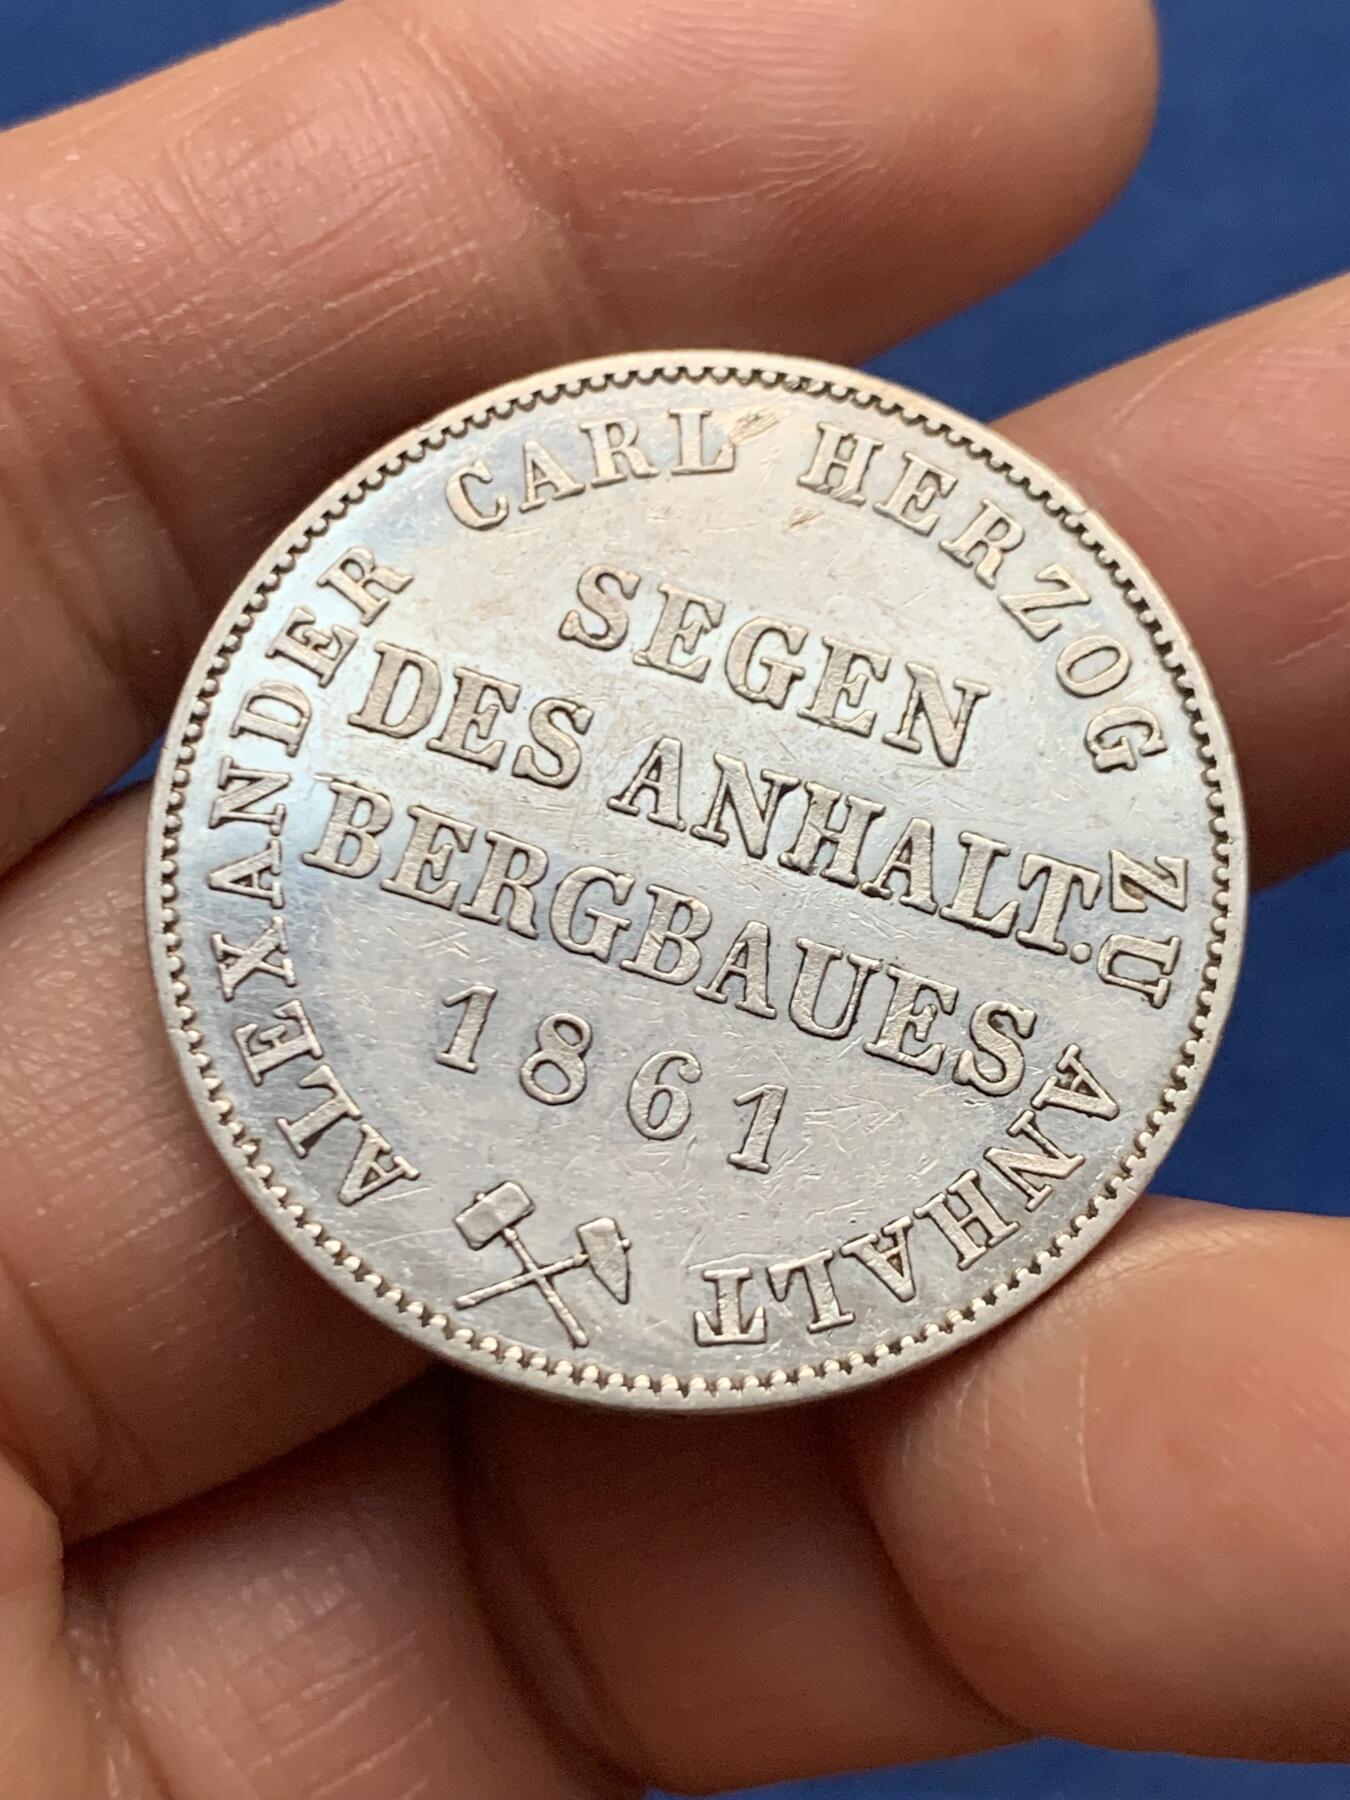 ALEXANDER CARL HERZOG ZU ANHALT
SEGEN
DES ANHALT.
BERGBAUES
1861